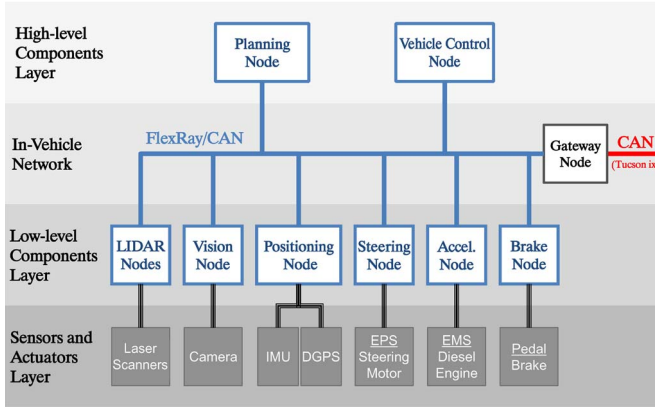 High-level
Components
Layer
Planning
Node
Vehicle Control
Node
In-Vehicle
Network
FlexRay/CAN
Gateway
Node
CAN
(Tucson ix
Low-level
Components
Layer
LIDAR
Nodes
Vision
Node
Positioning
Node
Steering
Node
Accel.
Node
Brake
Node
Sensors and
Actuators
Layer
Laser
Scanners
Camera
IMU
DGPS
EPS
Steering
Motor
EMS
Diesel
Engine
Pedal
Brake